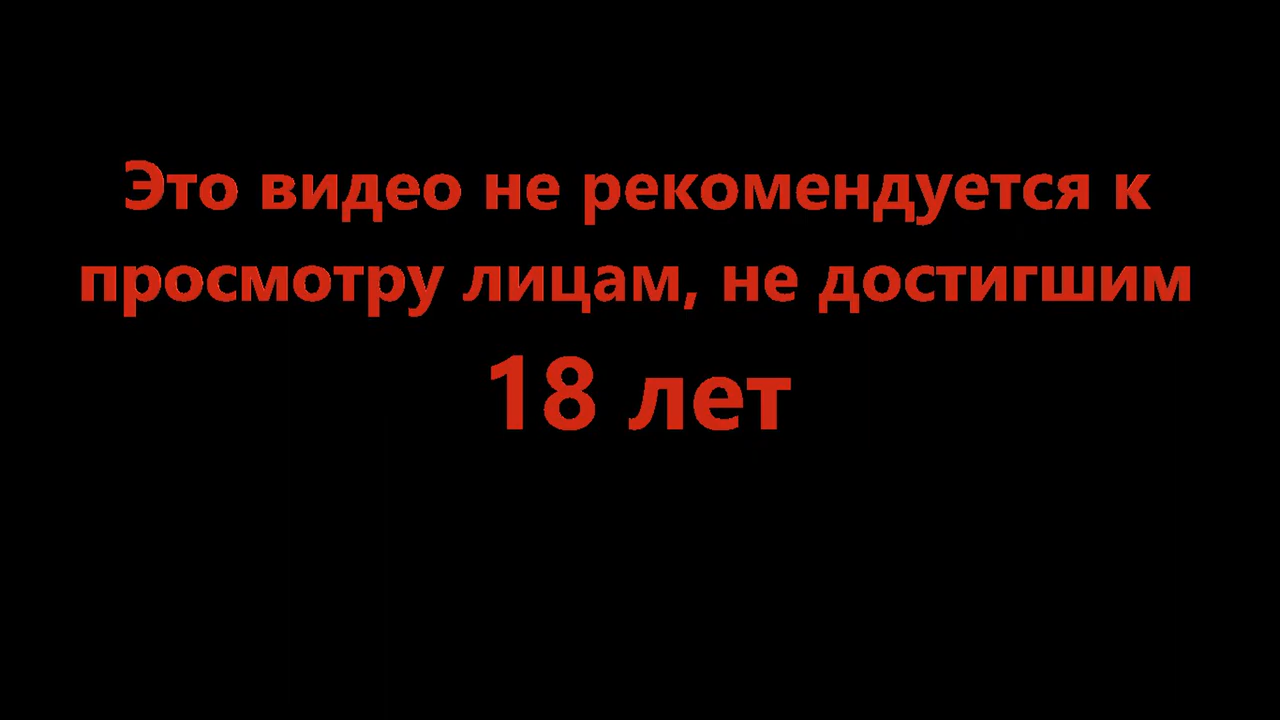 Это видео не рекомендуется к
просмотру лицам, не достигшим
18 лет